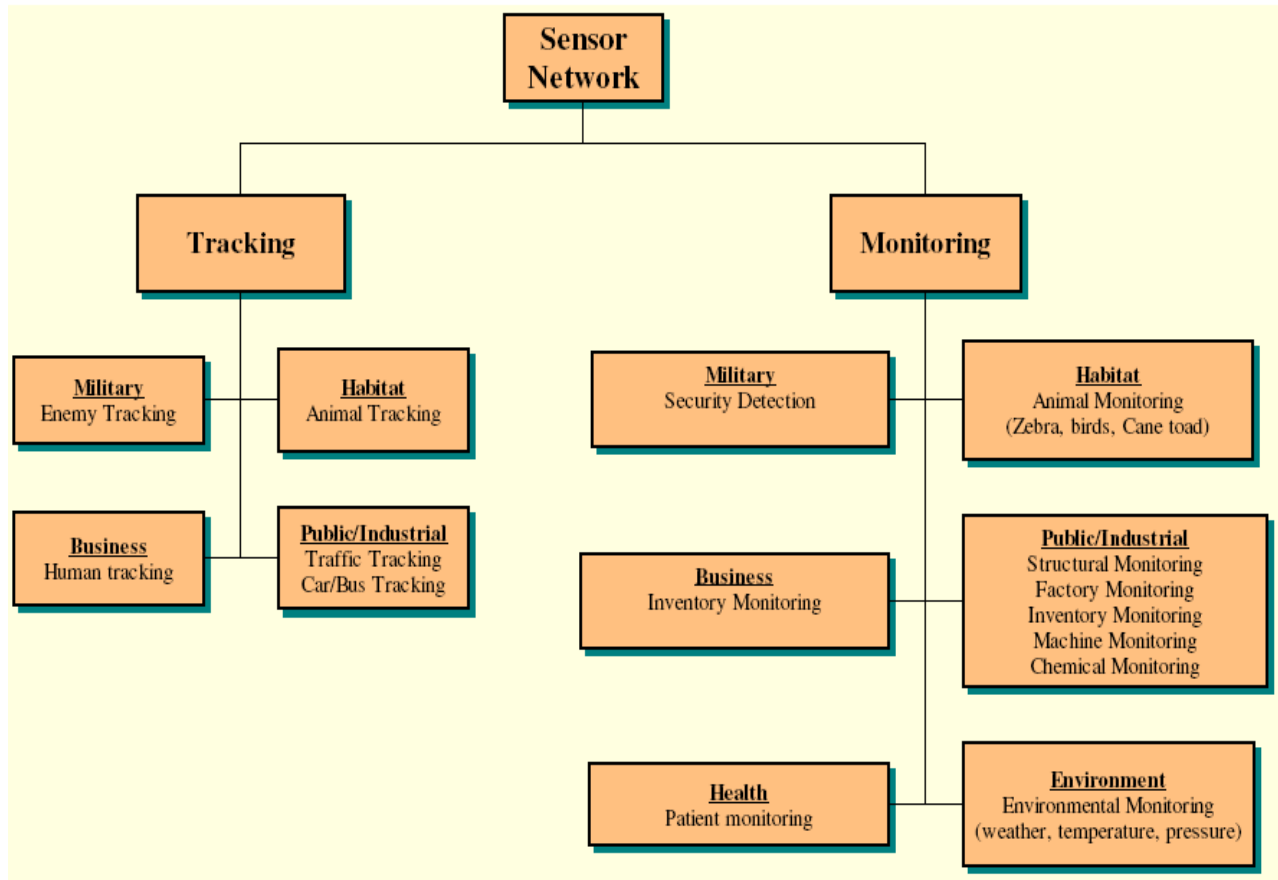 Sensor
Network
Tracking
Monitoring
Military
Enemy Tracking
Habitat
Animal Tracking
Business
Human tracking
Public/Industrial
Traffic Tracking
Car/Bus Tracking
Military
Security Detection
Habitat
Animal Monitoring
(Zebra, birds, Cane toad)
Business
Inventory Monitoring
Public/Industrial
Structural Monitoring
Factory Monitoring
Inventory Monitoring
Machine Monitoring
Chemical Monitoring
Health
Patient monitoring
Environment
Environmental Monitoring
(weather, temperature, pressure)